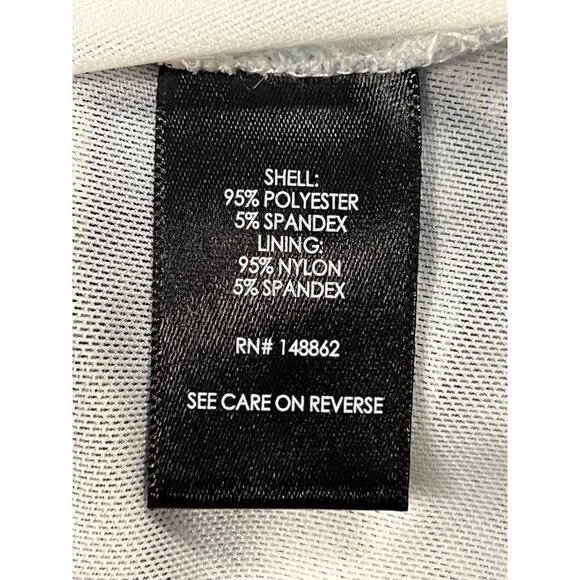 SHELL:
95% POLYESTER
5% SPANDEX
LINING:
95% NYLON
5% SPANDEX
RN# 148862
SEE CARE ON REVERSE